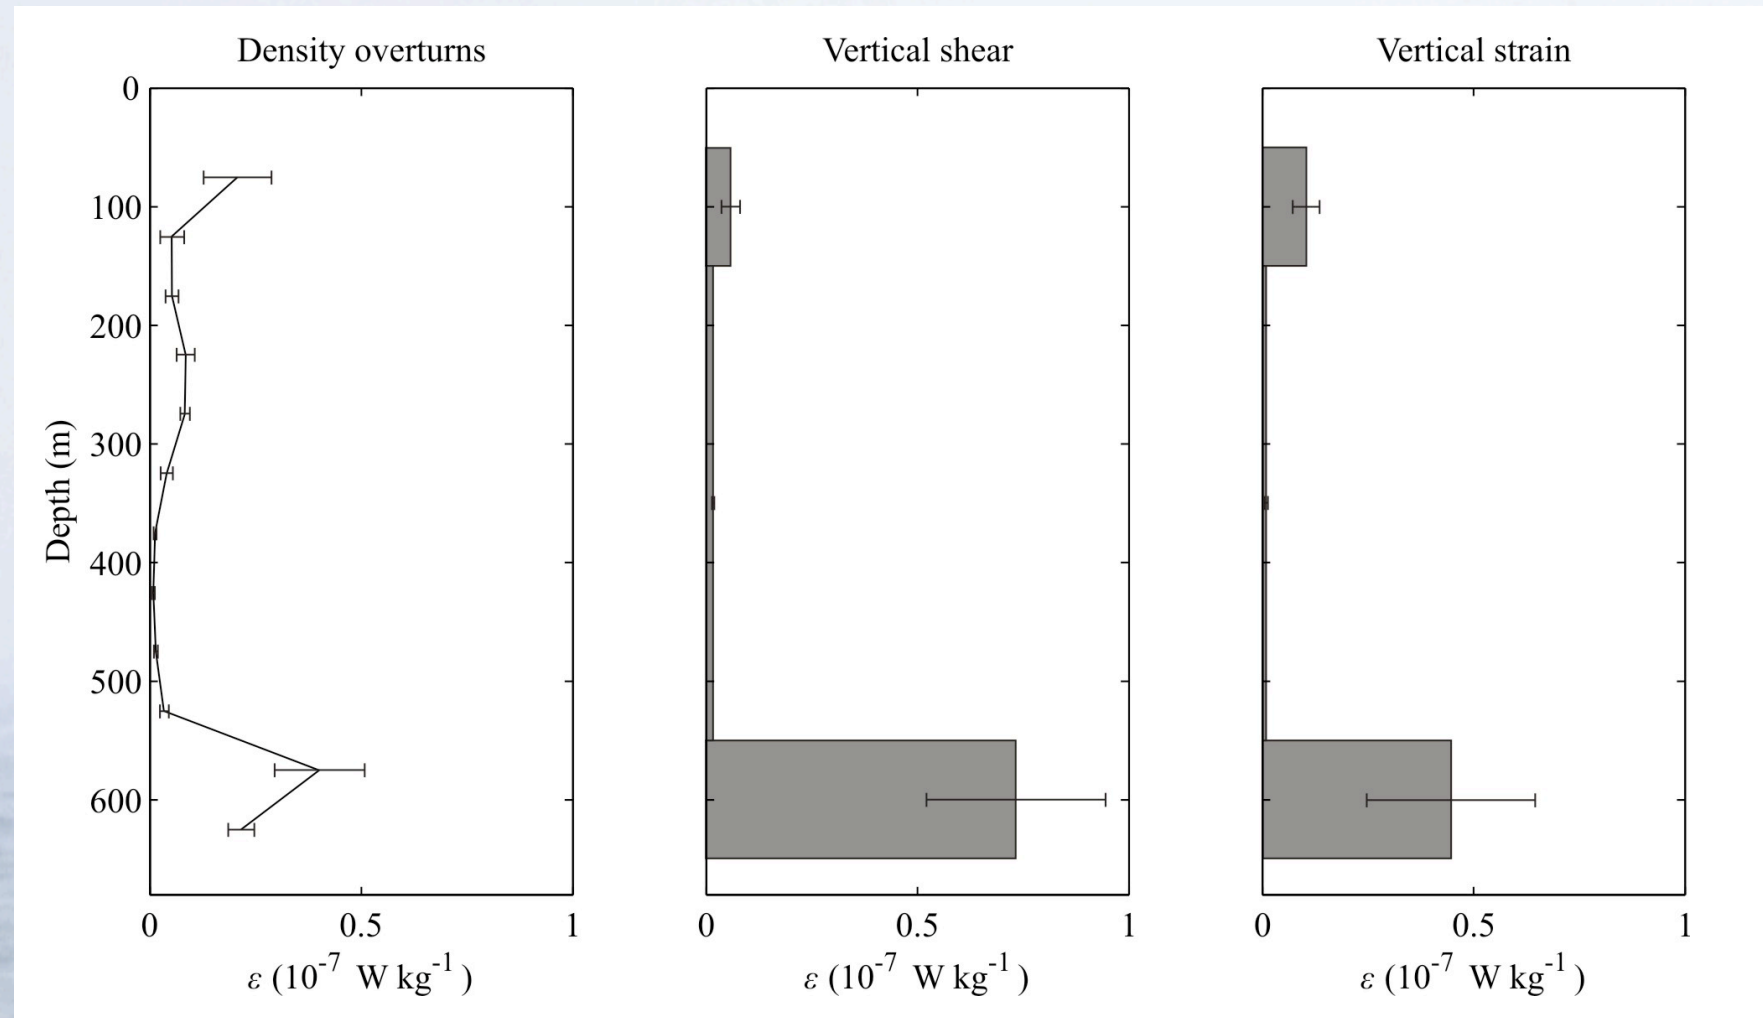 Density overturns
Vertical shear
Vertical strain
Depth (m)
0
100
200
300
400
500
600
0 0.5 1
ε (10⁻⁷ W kg⁻¹)
0 0.5 1
ε (10⁻⁷ W kg⁻¹)
0 0.5 1
ε (10⁻⁷ W kg⁻¹)